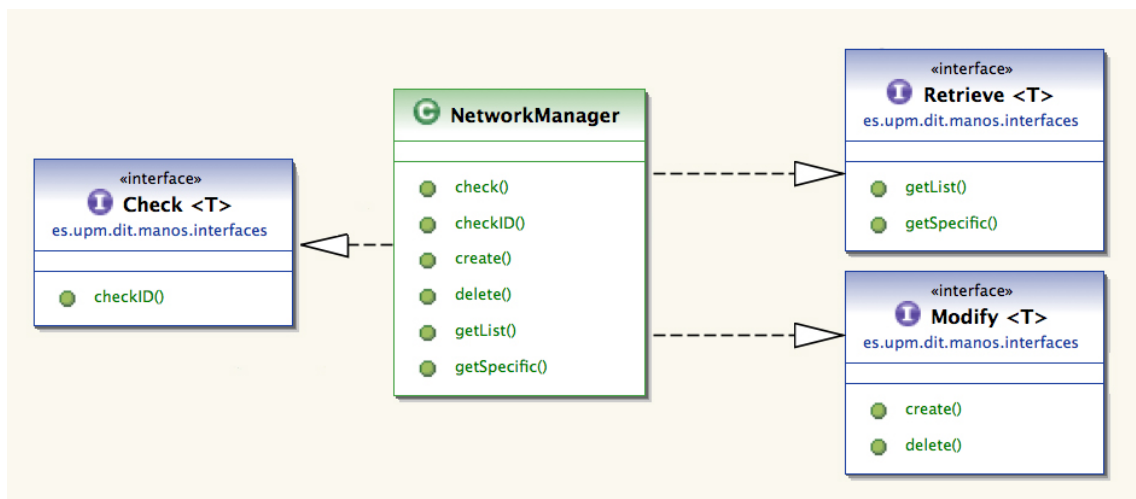 «interface»
I Check <T>
es.upm.dit.manos.interfaces
checkID()
C NetworkManager
check()
checkID()
create()
delete()
getList()
getSpecific()
«interface»
I Retrieve <T>
es.upm.dit.manos.interfaces
getList()
getSpecific()
«interface»
I Modify <T>
es.upm.dit.manos.interfaces
create()
delete()